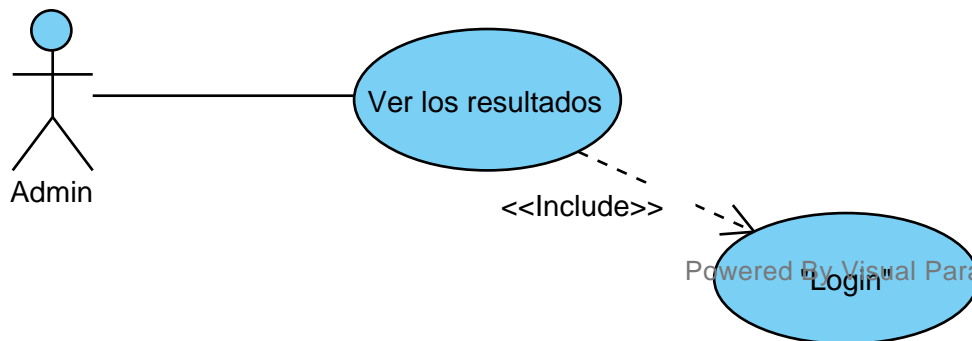 Ver los resultados
Admin
<<Include>>
Powered By Visual Para
"Login"